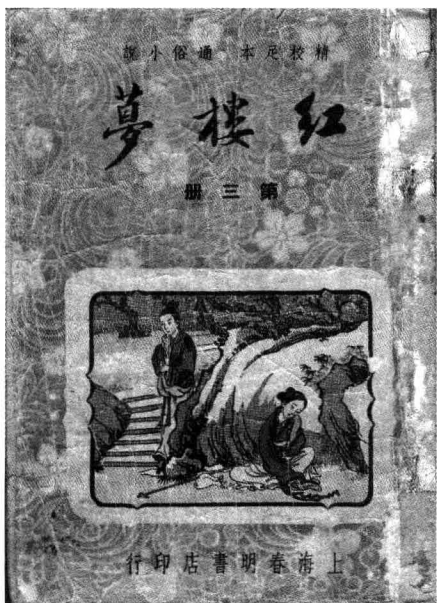 精校足本 通俗小說
紅樓夢
第三册
上海春明書店印行